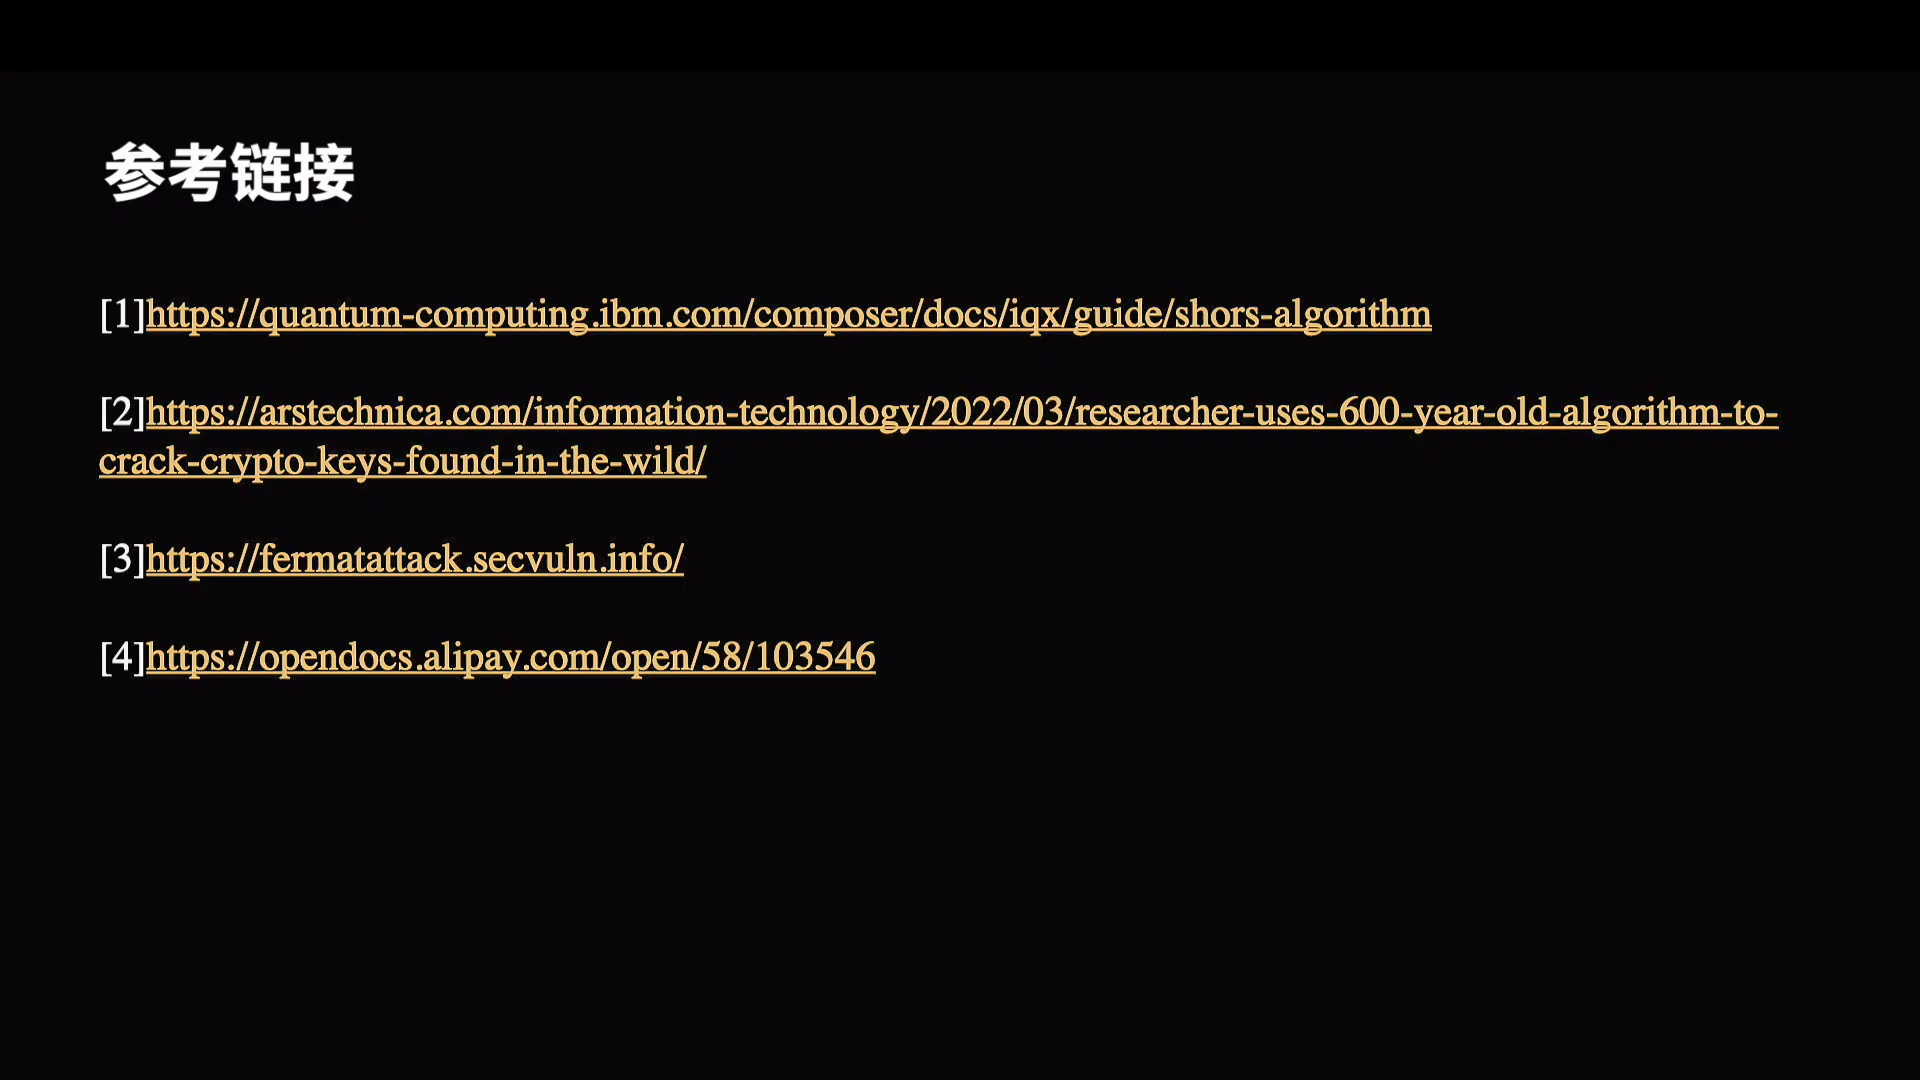 参考链接
[1]https://quantum-computing.ibm.com/composer/docs/iqx/guide/shors-algorithm
[2]https://arstechnica.com/information-technology/2022/03/researcher-uses-600-year-old-algorithm-to-
crack-crypto-keys-found-in-the-wild/
[3]https://fermatattack.secvuln.info/
[4]https://opendocs.alipay.com/open/58/103546